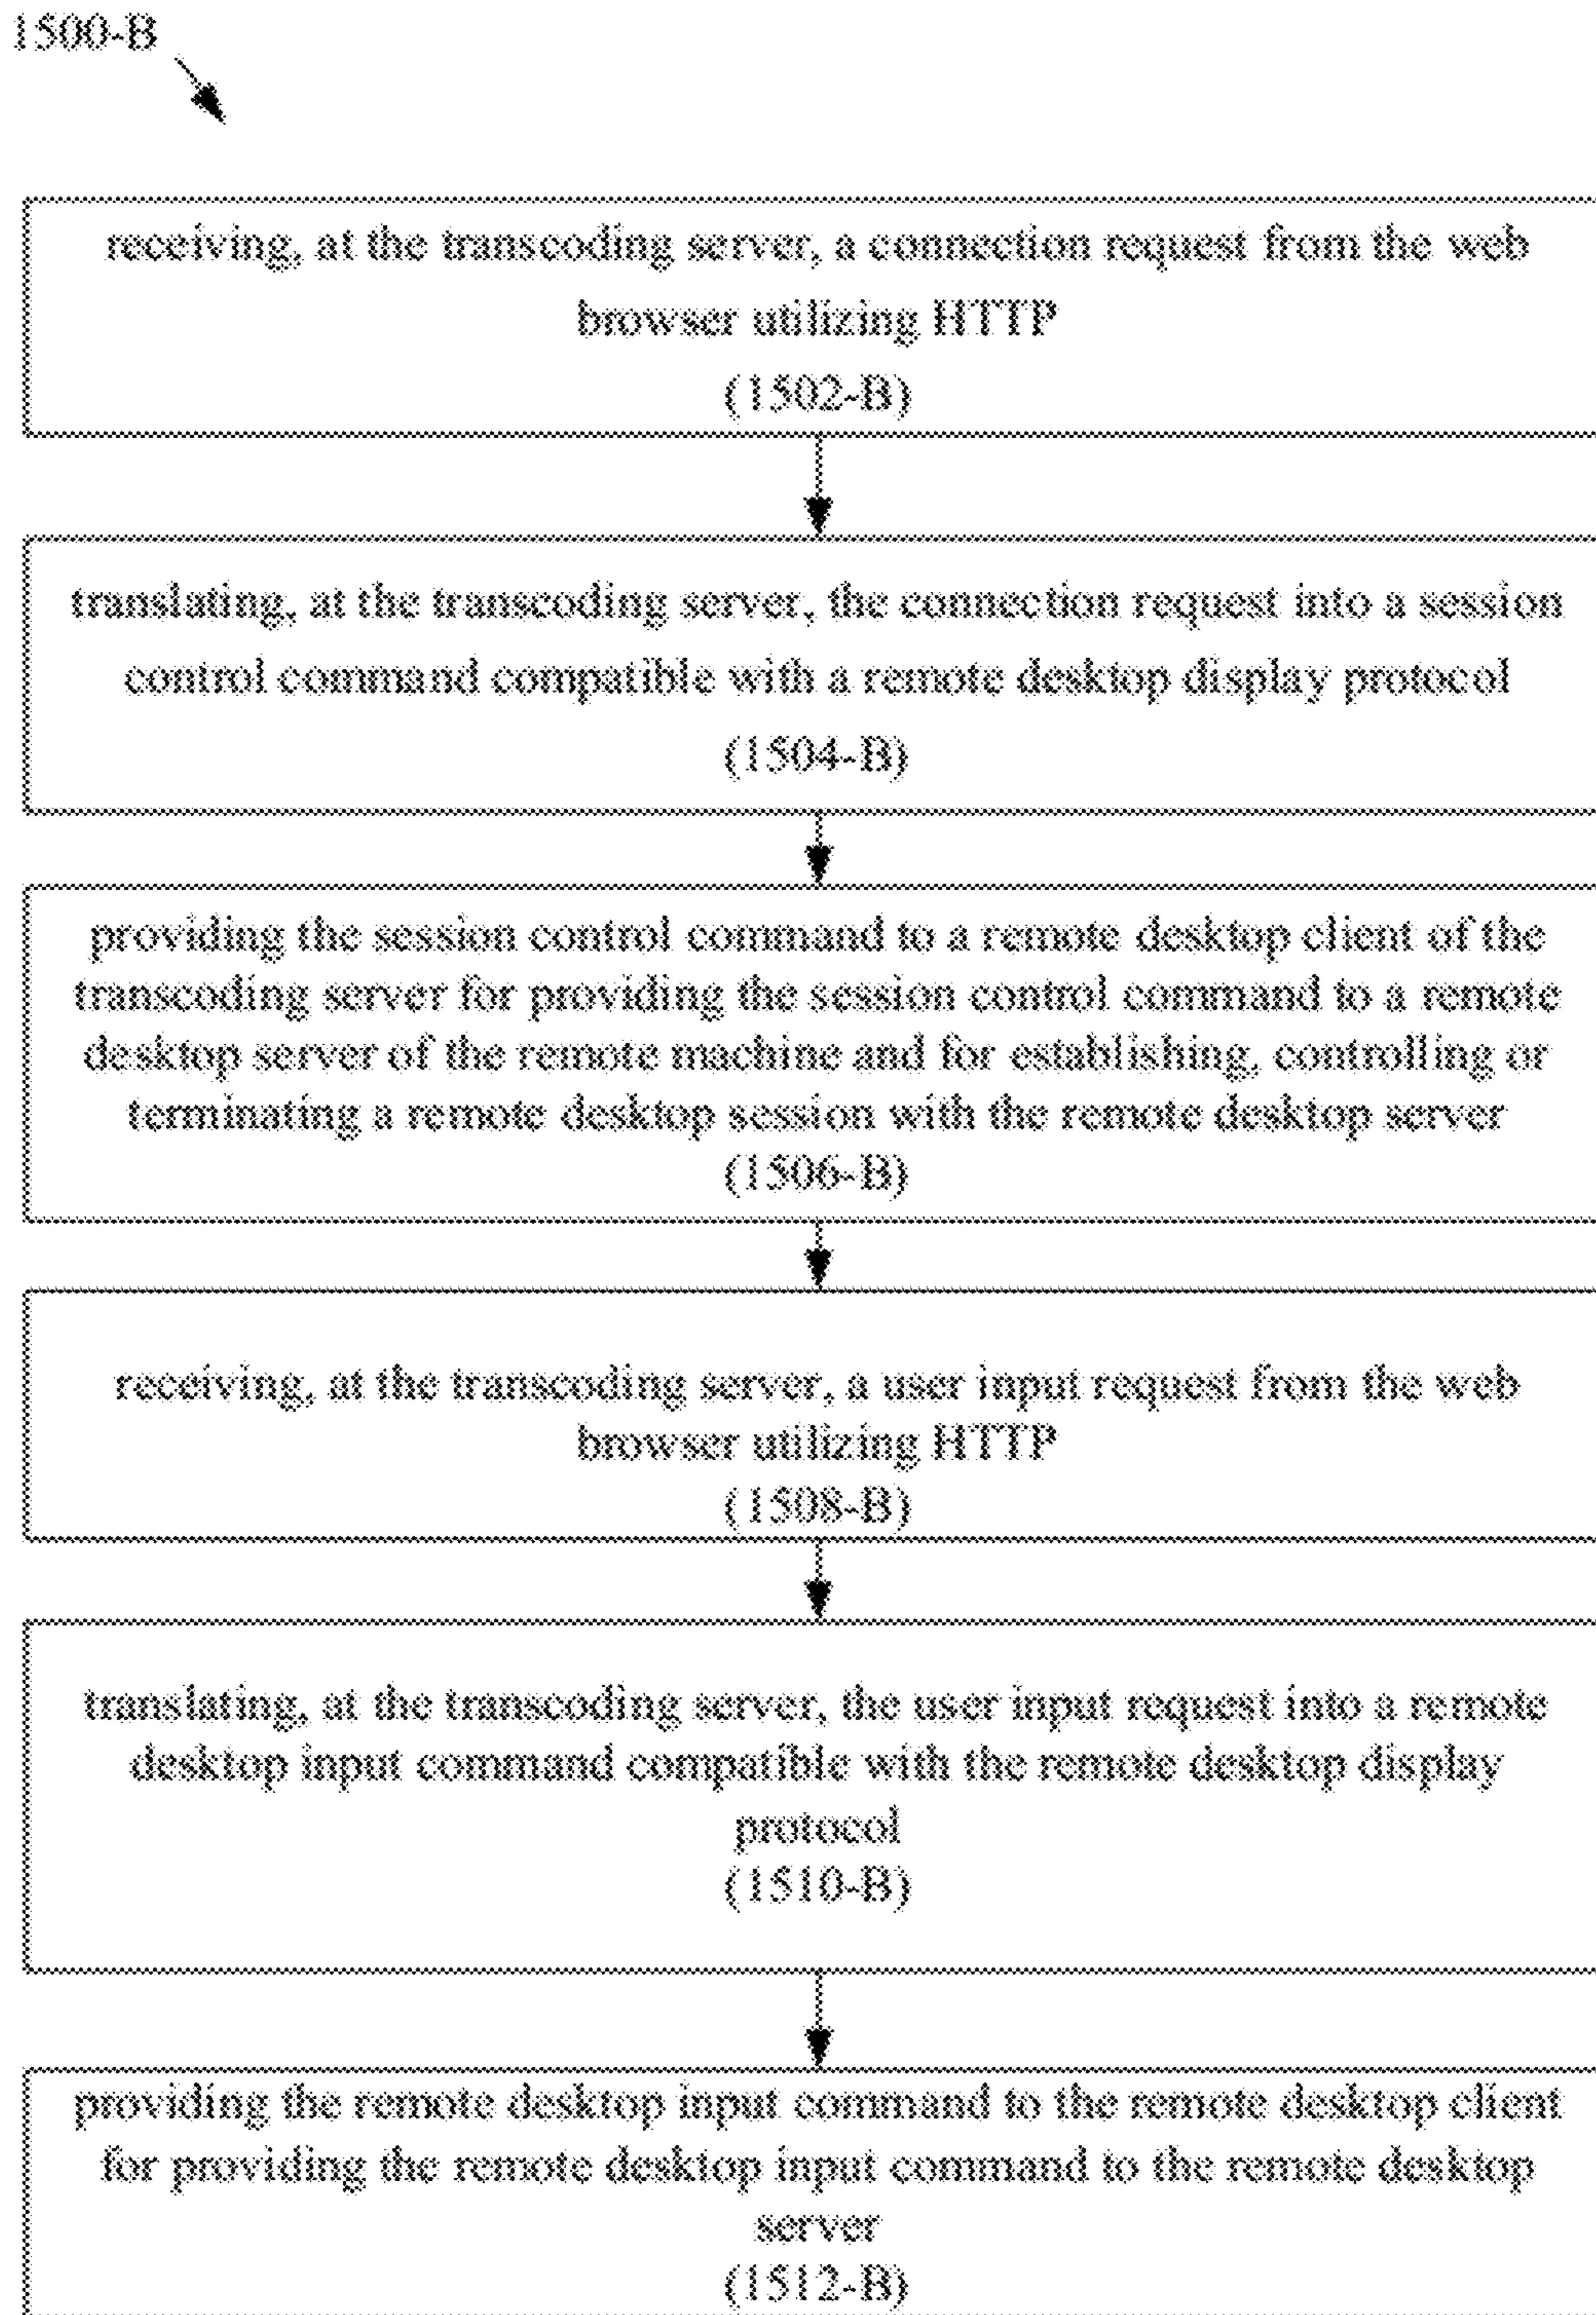 1500-B
receiving, at the transcoding server, a connection request from the web
browser utilizing HTTP
(1502-B)
translating, at the transcoding server, the connection request into a session
control command compatible with a remote desktop display protocol
(1504-B)
providing the session control command to a remote desktop client of the
transcoding server for providing the session control command to a remote
desktop server of the remote machine and for establishing, controlling or
terminating a remote desktop session with the remote desktop server
(1506-B)
receiving, at the transcoding server, a user input request from the web
browser utilizing HTTP
(1508-B)
translating, at the transcoding server, the user input request into a remote
desktop input command compatible with the remote desktop display
protocol
(1510-B)
providing the remote desktop input command to the remote desktop client
for providing the remote desktop input command to the remote desktop
server
(1512-B)